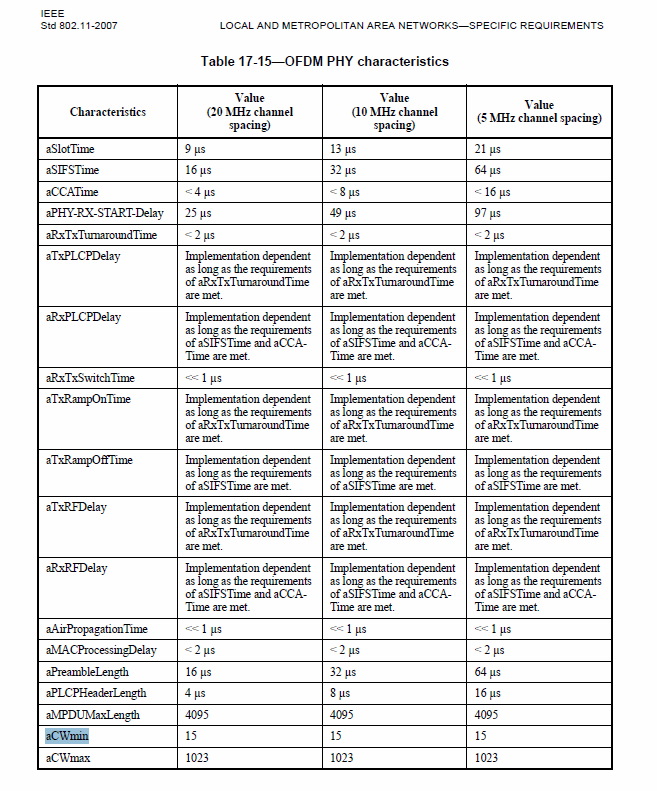 IEEE
Std 802.11-2007
LOCAL AND METROPOLITAN AREA NETWORKS—SPECIFIC REQUIREMENTS
Table 17-15—OFDM PHY characteristics
Characteristics
Value
(20 MHz channel
spacing)
Value
(10 MHz channel
spacing)
Value
(5 MHz channel spacing)
aSlotTime 9 µs 13 µs 21 µs
aSIFSTime 16 µs 32 µs 64 µs
aCCATime < 4 µs < 8 µs < 16 µs
aPHY-RX-START-Delay 25 µs 49 µs 97 µs
aRxTxTurnaroundTime < 2 µs < 2 µs < 2 µs
aTxPLCPDelay Implementation dependent Implementation dependent Implementation dependent
as long as the requirements as long as the requirements as long as the requirements
of aRxTxTurnaroundTime of aRxTxTurnaroundTime of aRxTxTurnaroundTime
are met. are met. are met.
aRxPLCPDelay Implementation dependent Implementation dependent Implementation dependent
as long as the requirements as long as the requirements as long as the requirements
of aSIFSTime and aCCA- of aSIFSTime and aCCA- of aSIFSTime and aCCA-
Time are met. Time are met. Time are met.
aRxTxSwitchTime << 1 µs << 1 µs << 1 µs
aTxRampOnTime Implementation dependent Implementation dependent Implementation dependent
as long as the requirements as long as the requirements as long as the requirements
of aRxTxTurnaroundTime of aRxTxTurnaroundTime of aRxTxTurnaroundTime
are met. are met. are met.
aTxRampOffTime Implementation dependent Implementation dependent Implementation dependent
as long as the requirements as long as the requirements as long as the requirements
of aSIFSTime are met. of aSIFSTime are met. of aSIFSTime are met.
aTxRFDelay Implementation dependent Implementation dependent Implementation dependent
as long as the requirements as long as the requirements as long as the requirements
of aRxTxTurnaroundTime of aRxTxTurnaroundTime of aRxTxTurnaroundTime
are met. are met. are met.
aRxRFDelay Implementation dependent Implementation dependent Implementation dependent
as long as the requirements as long as the requirements as long as the requirements
of aSIFSTime and aCCA- of aSIFSTime and aCCA- of aSIFSTime and aCCA-
Time are met. Time are met. Time are met.
aAirPropagationTime << 1 µs << 1 µs << 1 µs
aMACProcessingDelay < 2 µs < 2 µs < 2 µs
aPreambleLength 16 µs 32 µs 64 µs
aPLCPHeaderLength 4 µs 8 µs 16 µs
aMPDUMaxLength 4095 4095 4095
aCWmin 15 15 15
aCWmax 1023 1023 1023